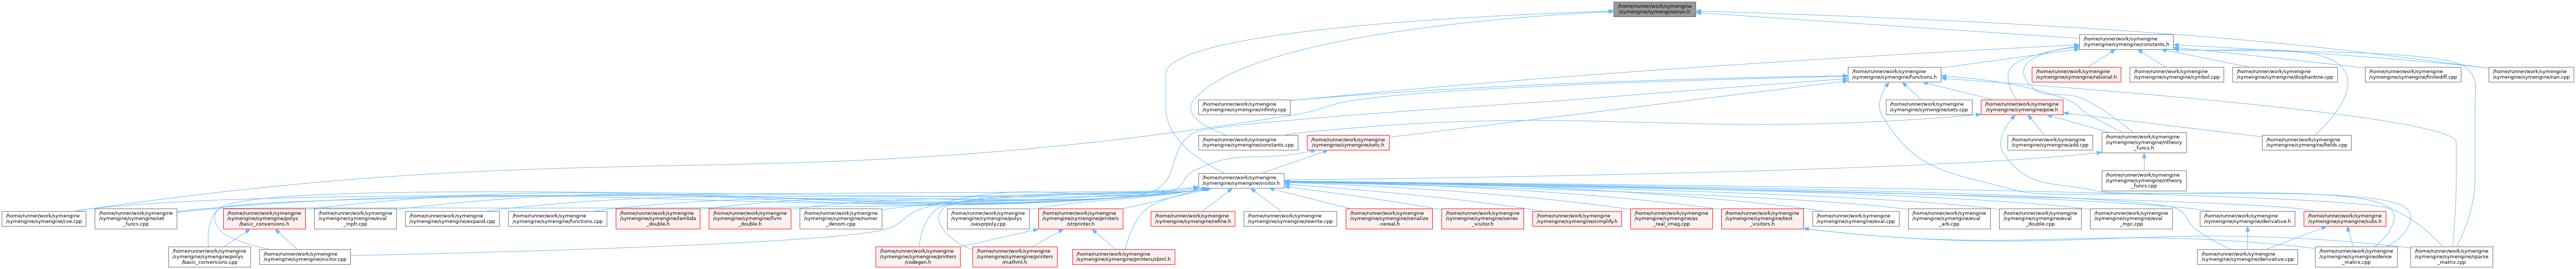 /home/runner/work/symengine
/symengine/symengine/nan.h
/home/runner/work/symengine
/symengine/symengine/constants.h
/home/runner/work/symengine
/symengine/symengine/functions.h
/home/runner/work/symengine
/symengine/symengine/rational.h
/home/runner/work/symengine
/symengine/symengine/symbol.cpp
/home/runner/work/symengine
/symengine/symengine/diophantine.cpp
/home/runner/work/symengine
/symengine/symengine/finitediff.cpp
/home/runner/work/symengine
/symengine/symengine/nan.cpp
/home/runner/work/symengine
/symengine/symengine/infinity.cpp
/home/runner/work/symengine
/symengine/symengine/sets.cpp
/home/runner/work/symengine
/symengine/symengine/pow.h
/home/runner/work/symengine
/symengine/symengine/constants.cpp
/home/runner/work/symengine
/symengine/symengine/sets.h
/home/runner/work/symengine
/symengine/symengine/add.cpp
/home/runner/work/symengine
/symengine/symengine/ntheory
_funcs.h
/home/runner/work/symengine
/symengine/symengine/fields.cpp
/home/runner/work/symengine
/symengine/symengine/visitor.h
/home/runner/work/symengine
/symengine/symengine/ntheory
_funcs.cpp
/home/runner/work/symengine
/symengine/symengine/cse.cpp
/home/runner/work/symengine
/symengine/symengine/set
_funcs.cpp
/home/runner/work/symengine
/symengine/symengine/polys
/basic_conversions.h
/home/runner/work/symengine
/symengine/symengine/eval
_mpfr.cpp
/home/runner/work/symengine
/symengine/symengine/expand.cpp
/home/runner/work/symengine
/symengine/symengine/functions.cpp
/home/runner/work/symengine
/symengine/symengine/lambda
_double.h
/home/runner/work/symengine
/symengine/symengine/llvm
_double.h
/home/runner/work/symengine
/symengine/symengine/numer
_denom.cpp
/home/runner/work/symengine
/symengine/symengine/polys
/uexprpoly.cpp
/home/runner/work/symengine
/symengine/symengine/printers
/strprinter.h
/home/runner/work/symengine
/symengine/symengine/refine.h
/home/runner/work/symengine
/symengine/symengine/rewrite.cpp
/home/runner/work/symengine
/symengine/symengine/serialize
-cereal.h
/home/runner/work/symengine
/symengine/symengine/series
_visitor.h
/home/runner/work/symengine
/symengine/symengine/simplify.h
/home/runner/work/symengine
/symengine/symengine/as
_real_imag.cpp
/home/runner/work/symengine
/symengine/symengine/test
_visitors.h
/home/runner/work/symengine
/symengine/symengine/eval.cpp
/home/runner/work/symengine
/symengine/symengine/eval
_arb.cpp
/home/runner/work/symengine
/symengine/symengine/eval
_double.cpp
/home/runner/work/symengine
/symengine/symengine/eval
_mpc.cpp
/home/runner/work/symengine
/symengine/symengine/derivative.h
/home/runner/work/symengine
/symengine/symengine/subs.h
/home/runner/work/symengine
/symengine/symengine/polys
/basic_conversions.cpp
/home/runner/work/symengine
/symengine/symengine/visitor.cpp
/home/runner/work/symengine
/symengine/symengine/printers
/codegen.h
/home/runner/work/symengine
/symengine/symengine/printers
/mathml.h
/home/runner/work/symengine
/symengine/symengine/printers/sbml.h
/home/runner/work/symengine
/symengine/symengine/derivative.cpp
/home/runner/work/symengine
/symengine/symengine/dense
_matrix.cpp
/home/runner/work/symengine
/symengine/symengine/sparse
_matrix.cpp